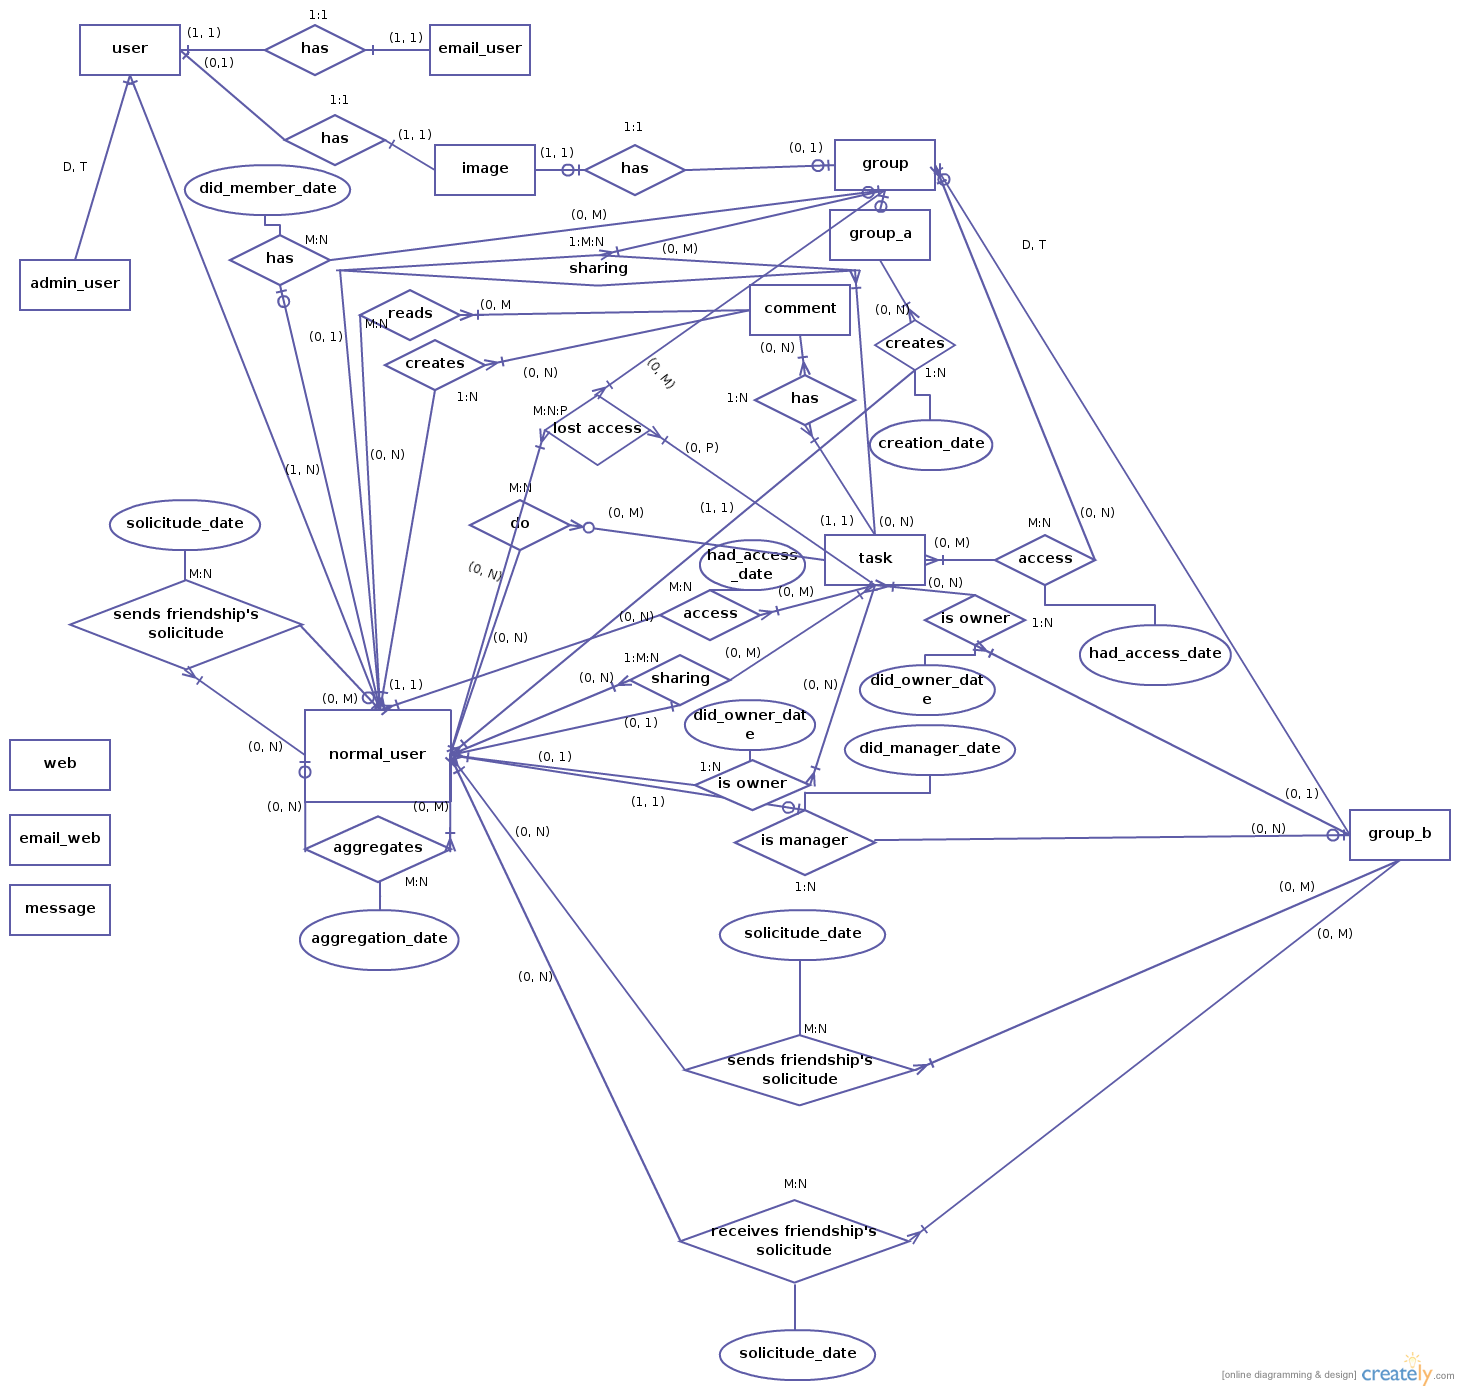 1:1
user
(1, 1)
has
(1, 1)
email_user
(0,1)
1:1
has
(1, 1)
image
(1, 1)
1:1
has
(0, 1)
group
D, T
did_member_date
(0, M)
M:N
has
1:M:N
sharing
(0, M)
group_a
D, T
admin_user
reads
M:N
(0, M
comment
(0, N)
creates
(0, 1)
creates
(0, N)
1:N
(0, N)
(0, M)
1:N
has
1:N
M:N:P
lost access
creation_date
(0, P)
(1, N)
(0, N)
M:N
do
(0, M)
(1, 1)
(1, 1)
(0, N)
(0, N)
M:N
access
solicitude_date
had_access
_date
task
(0, M)
(0, N)
M:N
M:N
access
(0, M)
(0, N)
(0, N)
is owner
1:N
sends friendship's
solicitude
(0, N)
1:M:N
sharing
(0, M)
(0, N)
had_access_date
(0, M)
(1, 1)
(0, N)
did_owner_dat
e
(0, 1)
did_owner_dat
e
did_manager_date
(0, N)
normal_user
(0, 1)
1:N
is owner
web
(0, N)
(0, M)
(1, 1)
(0, 1)
email_web
aggregates
(0, N)
is manager
(0, N)
group_b
M:N
1:N
(0, M)
message
aggregation_date
solicitude_date
(0, M)
(0, N)
M:N
sends friendship's
solicitude
M:N
receives friendship's
solicitude
solicitude_date
[online diagramming & design] creately.com